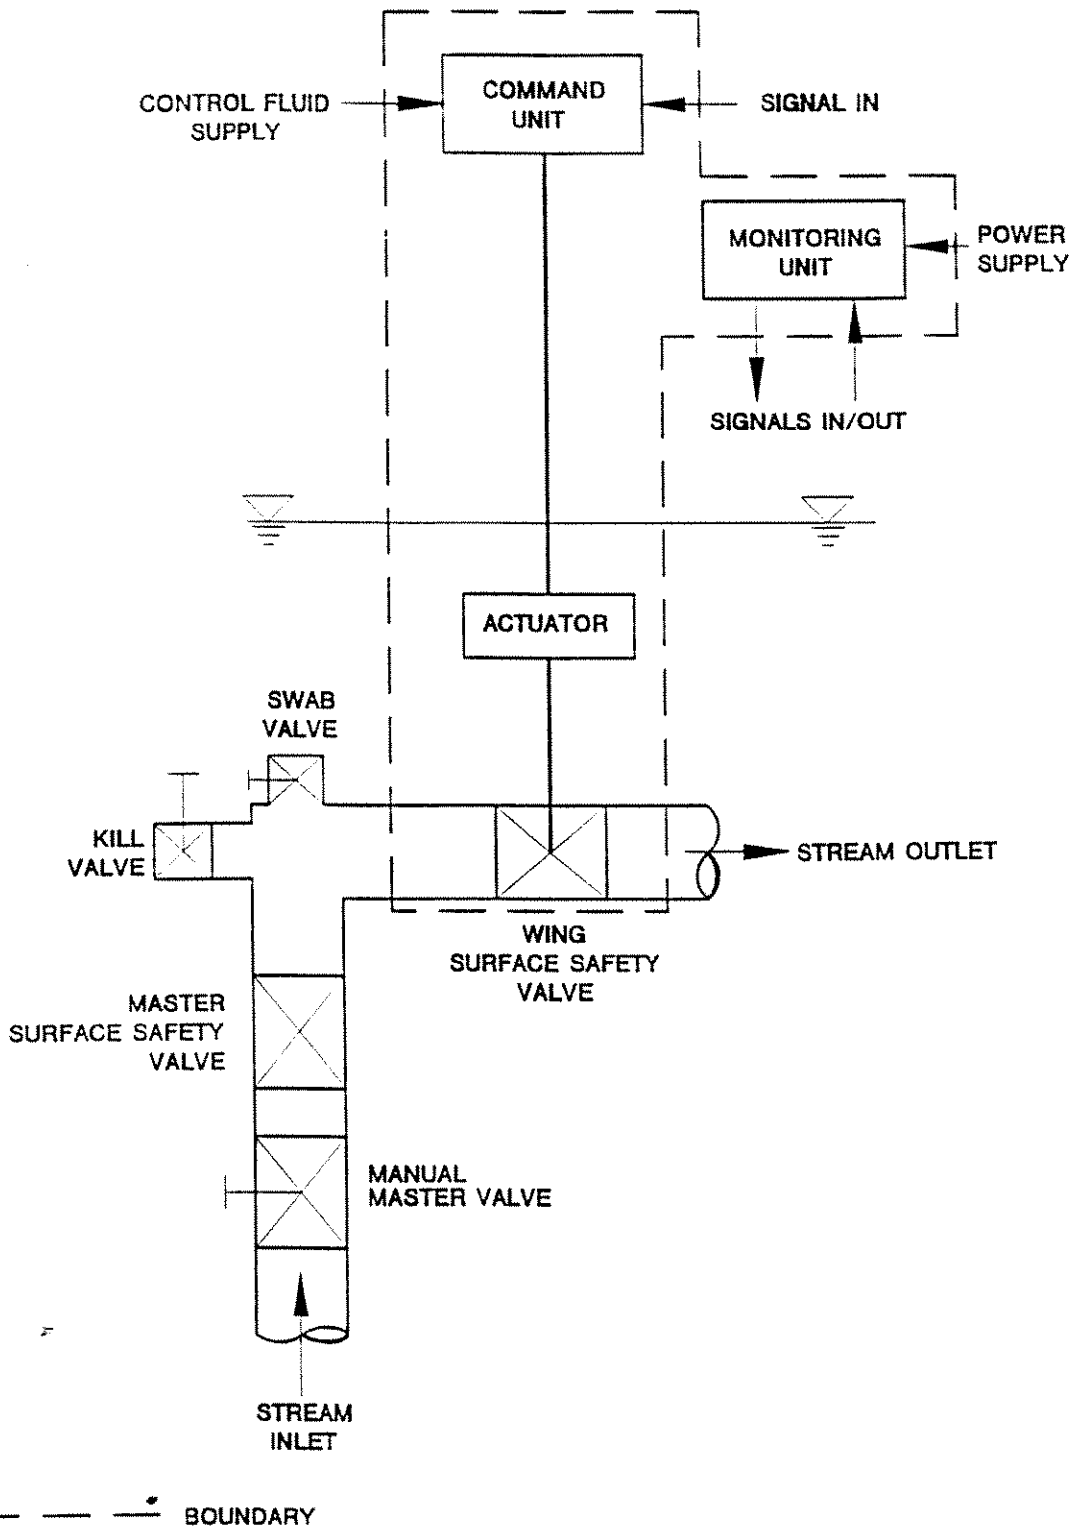 COMMAND
UNIT
CONTROL FLUID
SUPPLY
SIGNAL IN
MONITORING
UNIT
POWER
SUPPLY
SIGNALS IN/OUT
ACTUATOR
SWAB
VALVE
KILL
VALVE
STREAM OUTLET
WING
SURFACE SAFETY
VALVE
MASTER
SURFACE SAFETY
VALVE
MANUAL
MASTER VALVE
STREAM
INLET
BOUNDARY